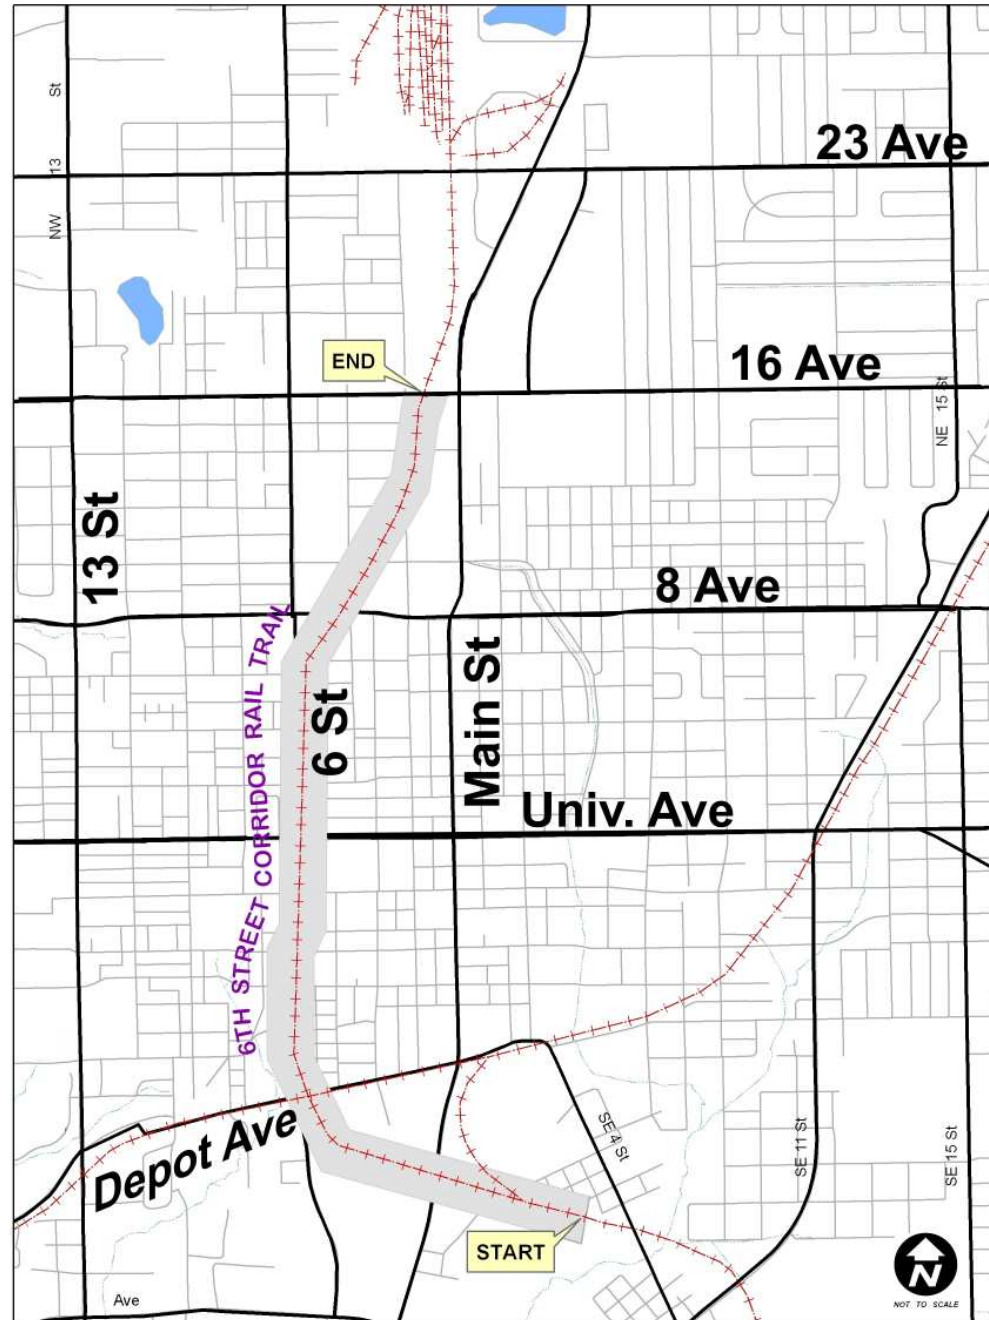 23 Ave
NW 13 St
END
16 Ave
NE 15 St
13 St
8 Ave
6TH STREET CORRIDOR RAIL TRAN
6 St
Main St
Univ. Ave
Depot Ave
SE 4 St
SE 11 St
SE 15 St
START
N
NOT TO SCALE
Ave